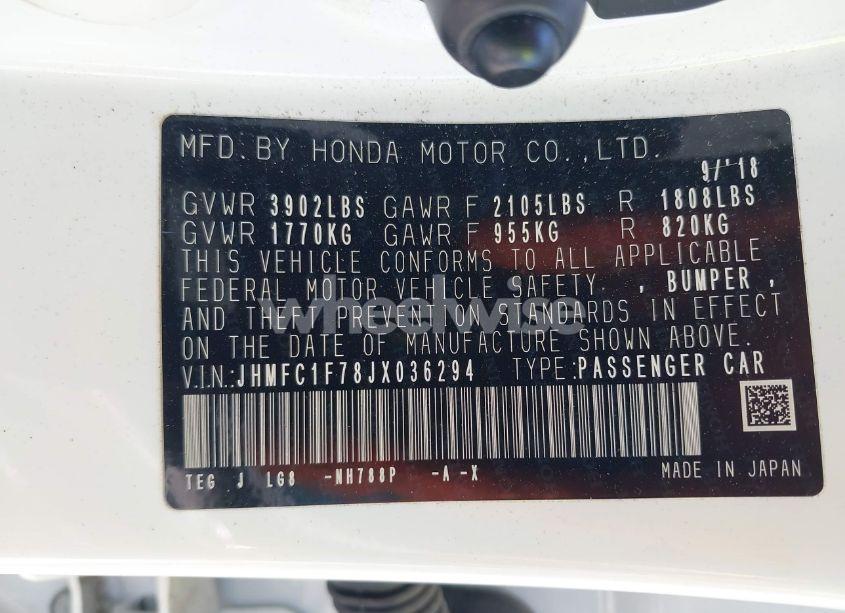 MFD. BY HONDA MOTOR CO.,LTD.
9/'18
GVWR 3902LBS GAWR F 2105LBS R 1808LBS
GVWR 1770KG GAWR F 955KG R 820KG
THIS VEHICLE CONFORMS TO ALL APPLICABLE
FEDERAL MOTOR VEHICLE SAFETY, , BUMPER ,
AND THEFT PREVENTION STANDARDS IN EFFECT
ON THE DATE OF MANUFACTURE SHOWN ABOVE.
V.I.N.:JHMFC1F78JX036294 TYPE:PASSENGER CAR
TEG J LG8 -NH788P -A -X
MADE IN JAPAN
wheelwise